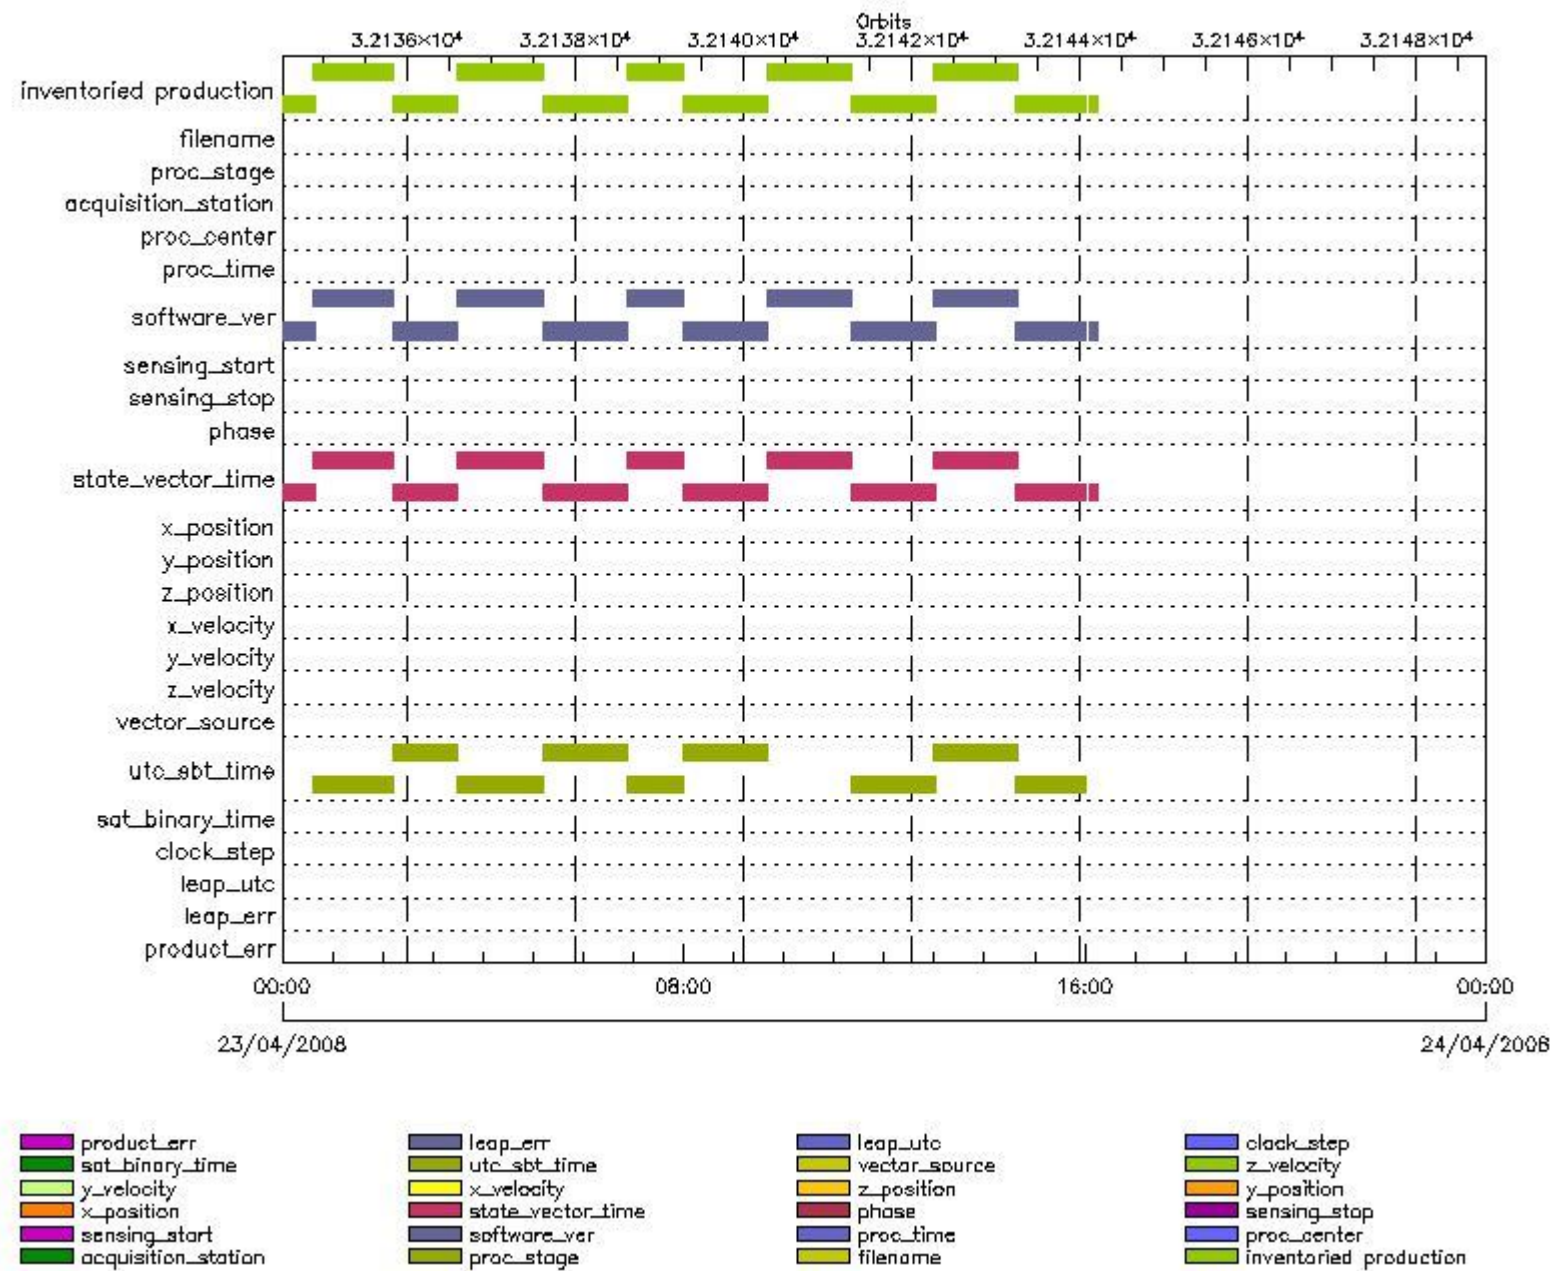 Orbits
3.2136×10⁴ 3.2138×10⁴ 3.2140×10⁴ 3.2142×10⁴ 3.2144×10⁴ 3.2146×10⁴ 3.2148×10⁴
inventoried production
filename
proc_stage
acquisition_station
proc_center
proc_time
software_ver
sensing_start
sensing_stop
phase
state_vector_time
x_position
y_position
z_position
x_velocity
y_velocity
z_velocity
vector_source
utc_sbt_time
sat_binary_time
clock_step
leap_utc
leap_err
product_err
00:00 08:00 16:00 00:00
23/04/2008 24/04/2008
product_err leap_err leap_utc clock_step
sat_binary_time utc_sbt_time vector_source z_velocity
y_velocity x_velocity z_position y_position
x_position state_vector_time phase sensing_stop
sensing_start software_ver proc_time proc_center
acquisition_station proc_stage filename inventoried production